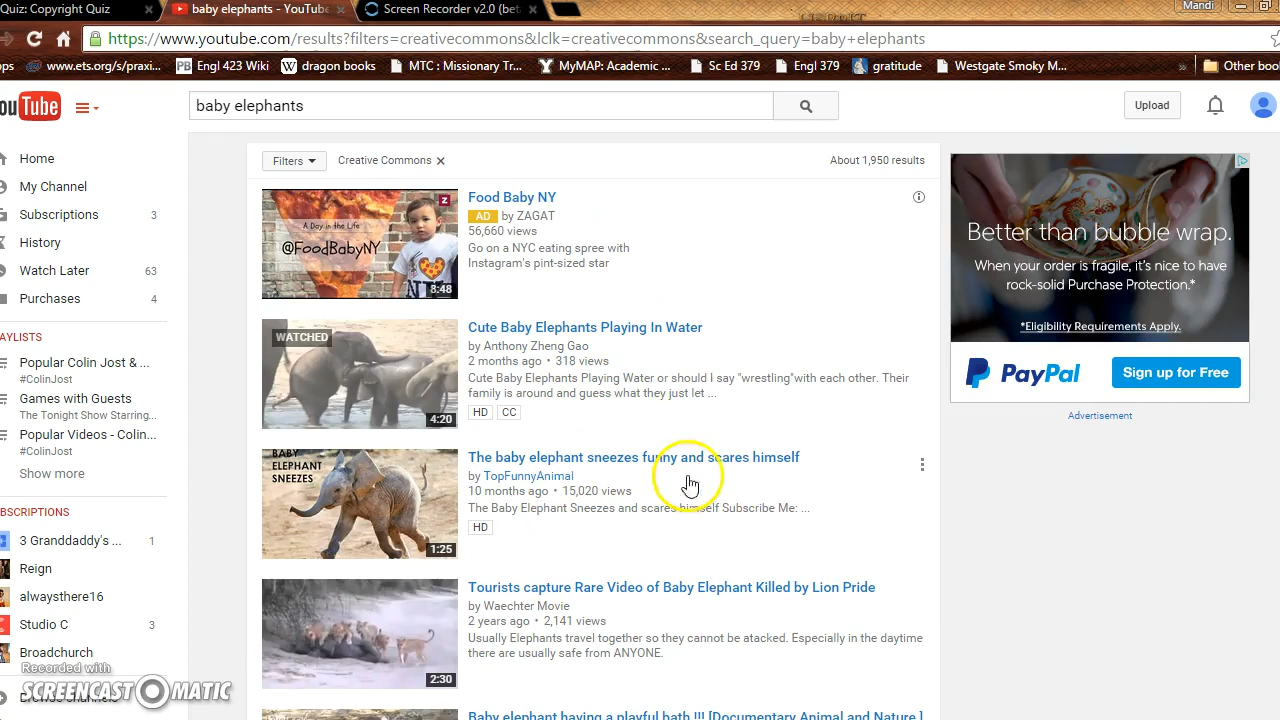 Quiz: Copyright Quiz
baby elephants - YouTube
Screen Recorder v2.0 (bet
Mandi
https://www.youtube.com/results?filters=creativecommons&lclk=creativecommons&search_query=baby+elephants
ps
www.ets.org/s/praxi...
PB Engl 423 Wiki
W dragon books
MTC : Missionary Tr...
Y MyMAP: Academic ...
Sc Ed 379
Engl 379
gratitude
Westgate Smoky M...
»
Other boo
ouTube
baby elephants
Upload
Home
My Channel
Subscriptions 3
History
Watch Later 63
Purchases 4
LAYLISTS
Popular Colin Jost & ...
#ColinJost
Games with Guests
The Tonight Show Starring...
Popular Videos - Colin...
#ColinJost
Show more
UBSCRIPTIONS
3 Granddaddy's ... 1
Reign
alwaysthere16
Studio C 3
Broadchurch
Recorded with
SCREENCAST O MATIC
Filters
Creative Commons
About 1,950 results
A Day in the Life
@FoodBabyNY
z
8:48
Food Baby NY
AD by ZAGAT
56,660 views
Go on a NYC eating spree with
Instagram's pint-sized star
WATCHED
4:20
Cute Baby Elephants Playing In Water
by Anthony Zheng Gao
2 months ago • 318 views
Cute Baby Elephants Playing Water or should I say "wrestling"with each other. Their
family is around and guess what they just let ...
HD CC
BABY
ELEPHANT
SNEEZES
1:25
The baby elephant sneezes funny and scares himself
by TopFunnyAnimal
10 months ago • 15,020 views
The Baby Elephant Sneezes and scares himself Subscribe Me: ...
HD
2:30
Tourists capture Rare Video of Baby Elephant Killed by Lion Pride
by Waechter Movie
2 years ago • 2,141 views
Usually Elephants travel together so they cannot be atacked. Especially in the daytime
there are usually safe from ANYONE.
Baby elephant having a playful bath !!! [Documentary Animal and Nature ]
Better than bubble wrap.
When your order is fragile, it's nice to have
rock-solid Purchase Protection.*
*Eligibility Requirements Apply.
PayPal
Sign up for Free
Advertisement